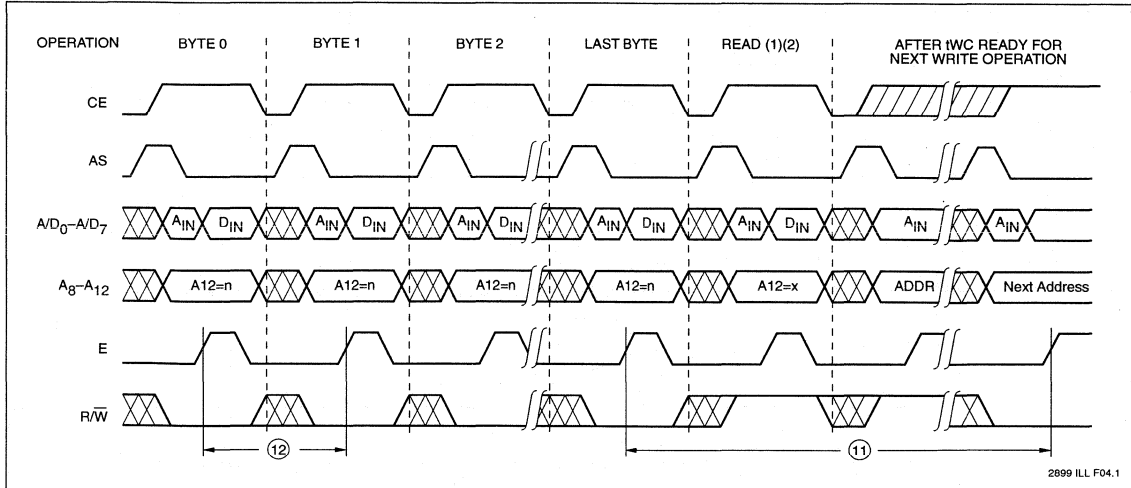 OPERATION BYTE 0 BYTE 1 BYTE 2 LAST BYTE READ (1)(2) AFTER tWC READY FOR
NEXT WRITE OPERATION
CE
AS
A/D0–A/D7 AIN DIN AIN DIN AIN DIN AIN DIN AIN DIN AIN AIN
A8–A12 A12=n A12=n A12=n A12=n A12=x ADDR Next Address
E
R/W̅
12 11
2899 ILL F04.1